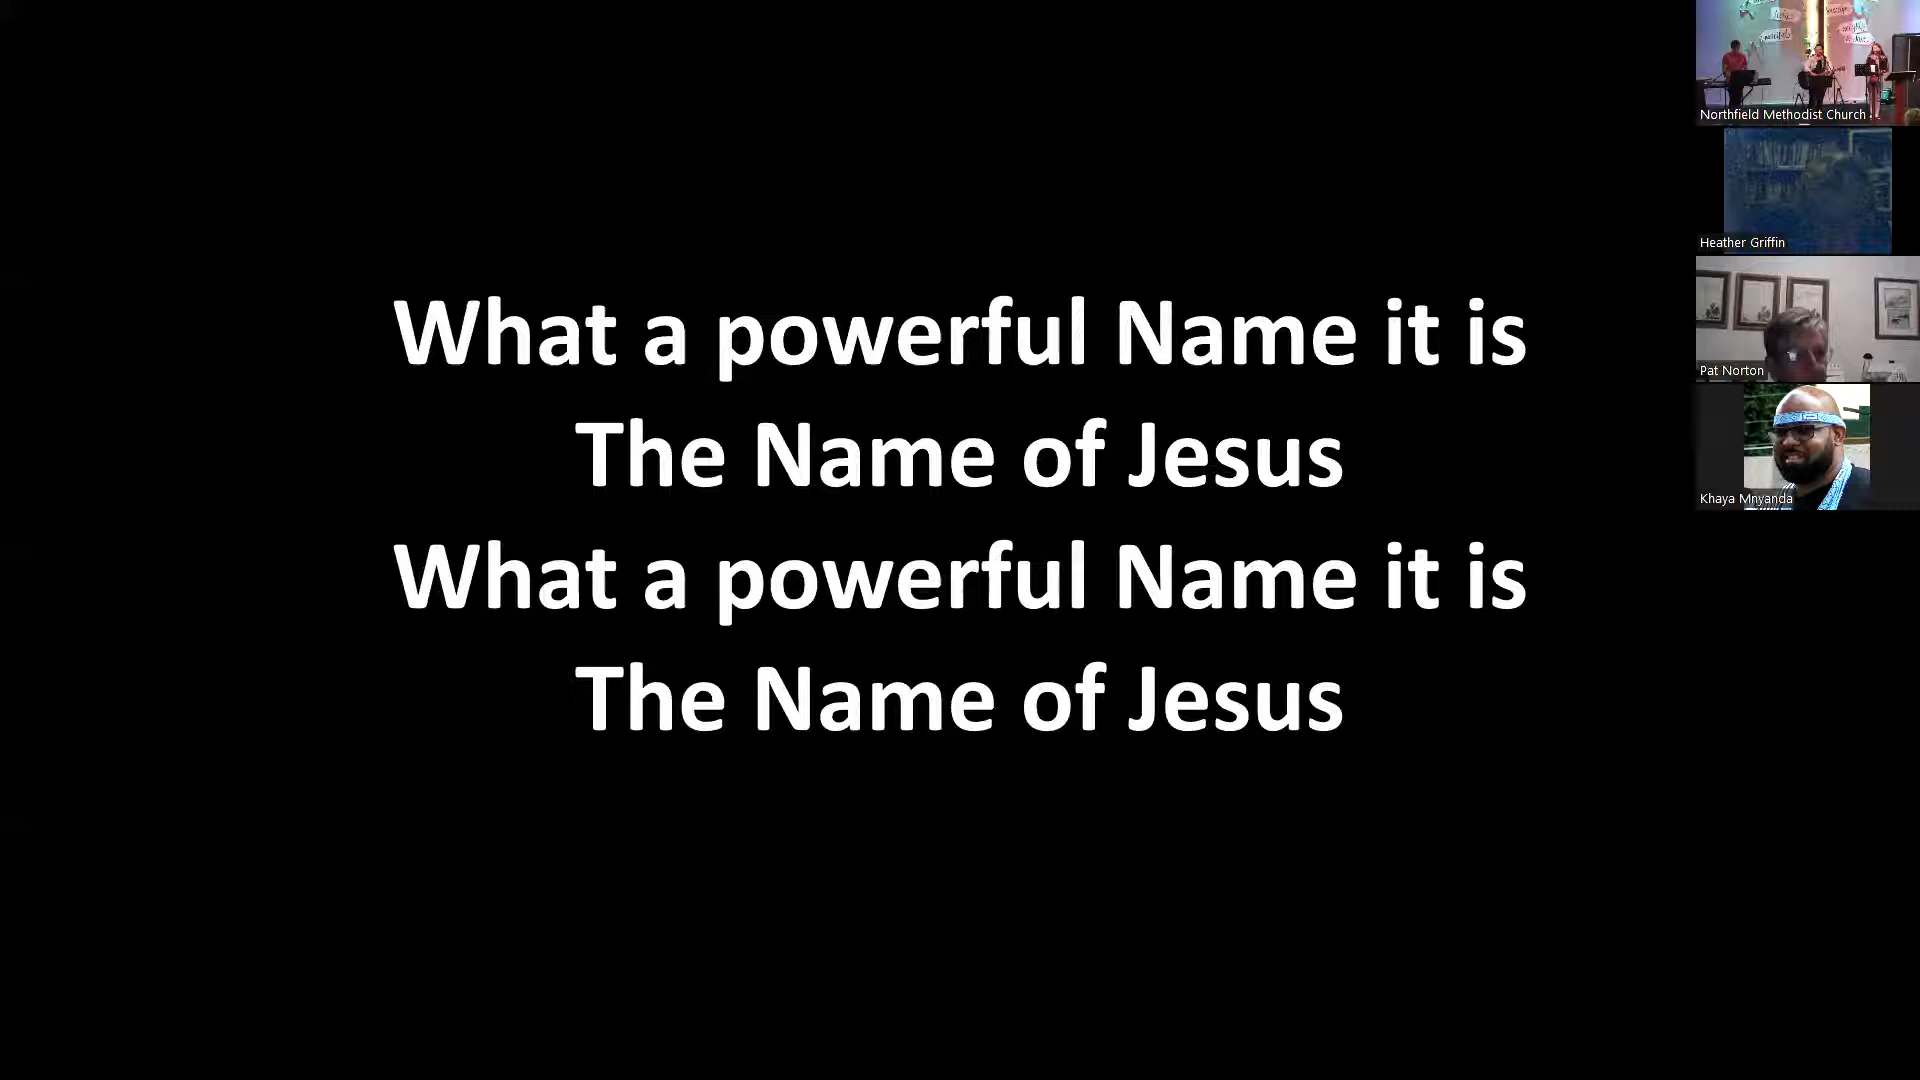 What a powerful Name it is
The Name of Jesus
What a powerful Name it is
The Name of Jesus
Northfield Methodist Church
Heather Griffin
Pat Norton
Khaya Mnyanda